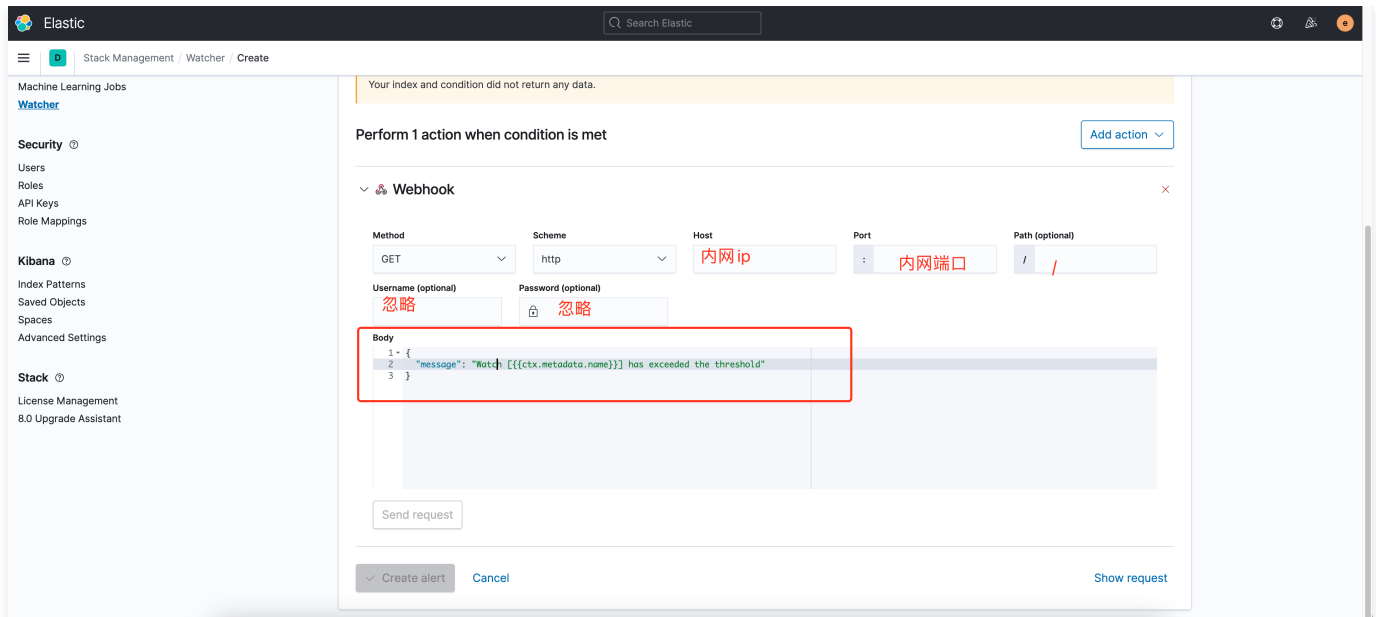 Elastic
Search Elastic
e
D
Stack Management / Watcher / Create
Machine Learning Jobs
Watcher
Security
Users
Roles
API Keys
Role Mappings
Kibana
Index Patterns
Saved Objects
Spaces
Advanced Settings
Stack
License Management
8.0 Upgrade Assistant
Your index and condition did not return any data.
Perform 1 action when condition is met
Add action
Webhook
Method
Scheme
Host
Port
Path (optional)
GET
http
内网ip
:
内网端口
/
/
Username (optional)
Password (optional)
忽略
忽略
Body
1 {
2 "message": "Watch [{{ctx.metadata.name}}] has exceeded the threshold"
3 }
Send request
Create alert
Cancel
Show request